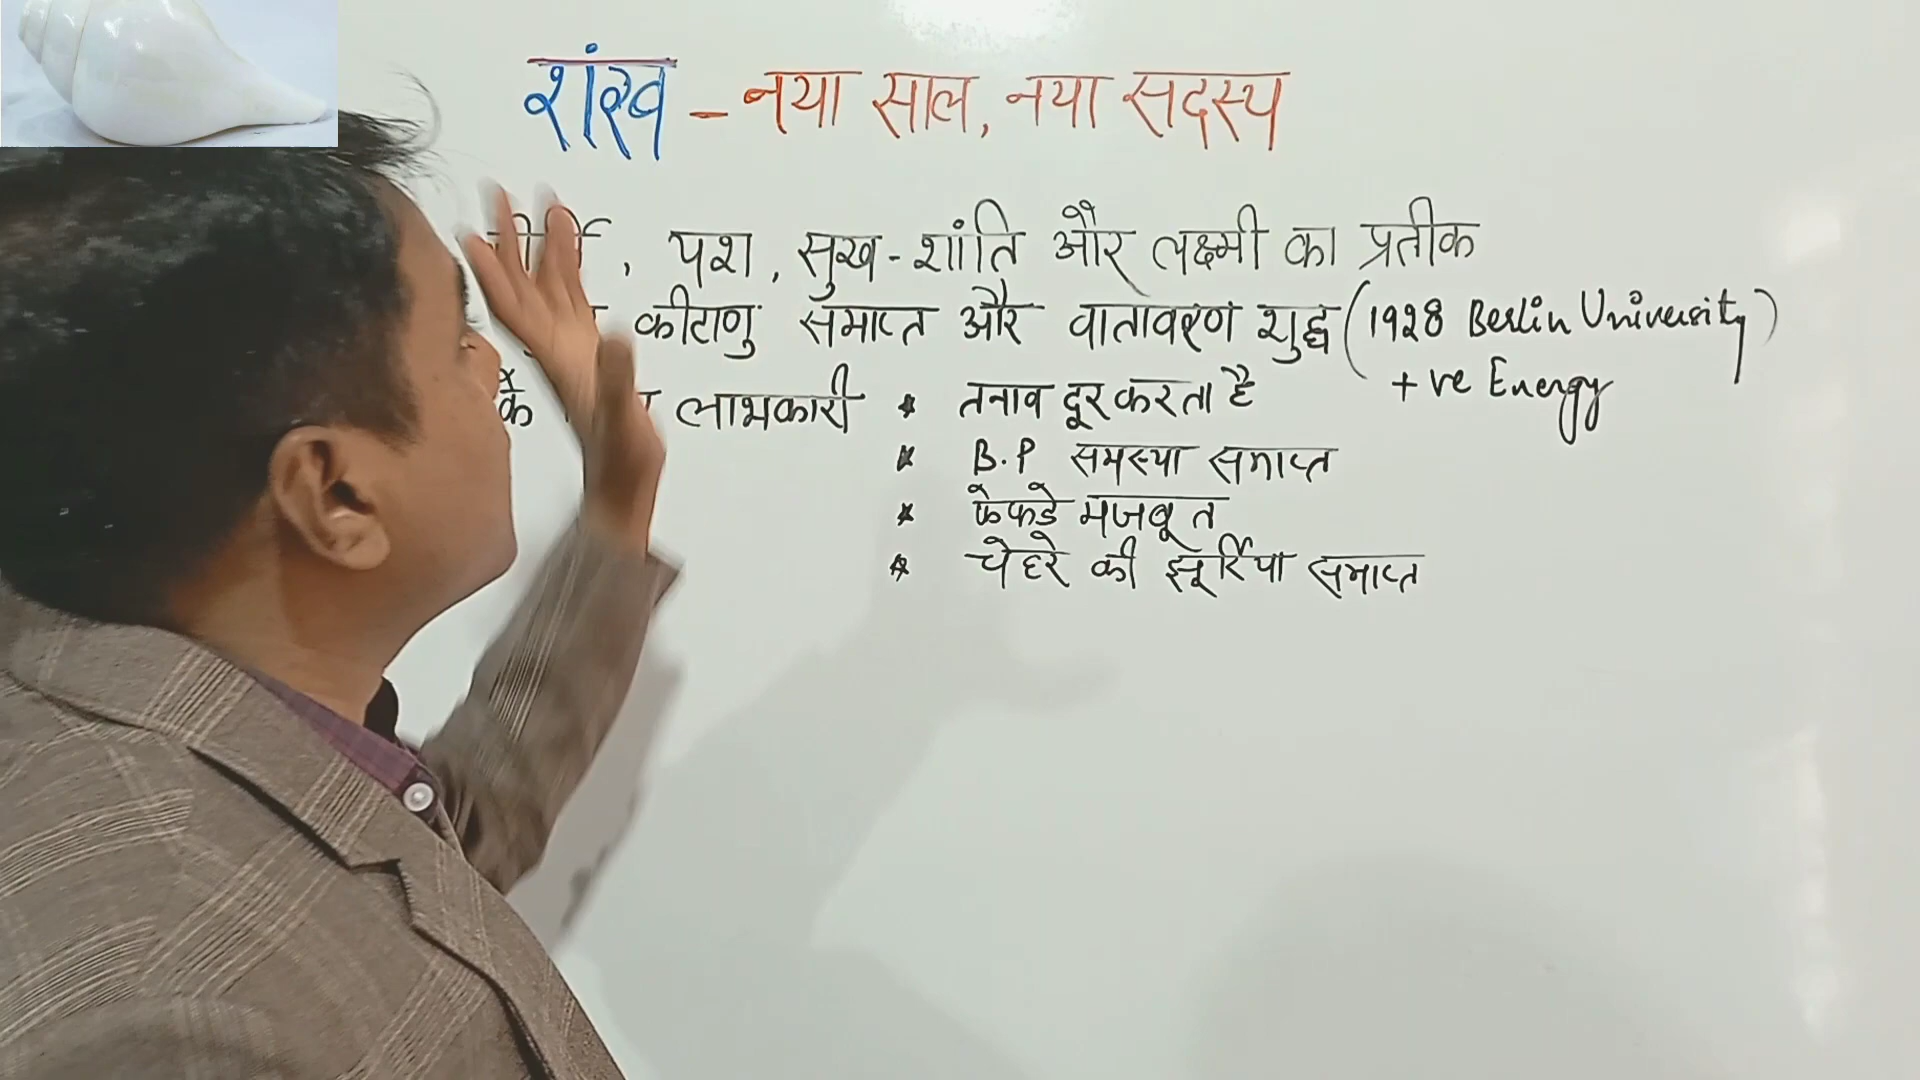 शंख - नया साल, नया सदस्य
, यश, सुख-शांति और लक्ष्मी का प्रतीक
कीटाणु समाप्त और वातावरण शुद्ध (1928 Berlin University)
+ve Energy
के लाभकारी * तनाव दूर करता है
* B.P समस्या समाप्त
* फेफडे मजबूत
* चेहरे की झूर्रिया समाप्त